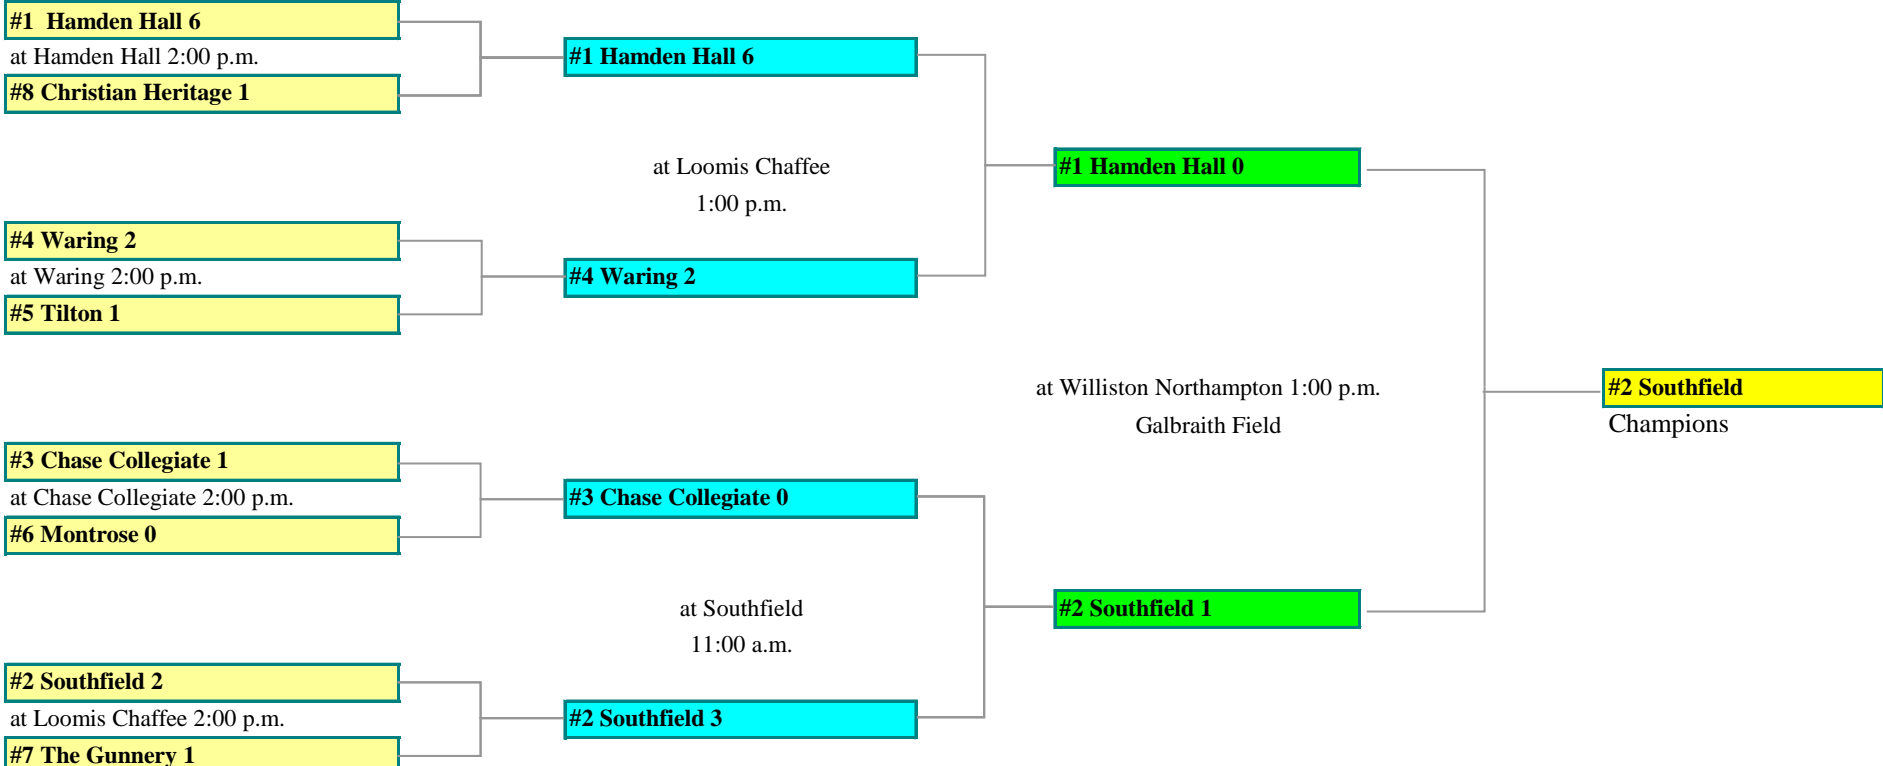 #1 Hamden Hall 6
at Hamden Hall 2:00 p.m.
#8 Christian Heritage 1
#4 Waring 2
at Waring 2:00 p.m.
#5 Tilton 1
#3 Chase Collegiate 1
at Chase Collegiate 2:00 p.m.
#6 Montrose 0
#2 Southfield 2
at Loomis Chaffee 2:00 p.m.
#7 The Gunnery 1
#1 Hamden Hall 6
at Loomis Chaffee
1:00 p.m.
#4 Waring 2
#3 Chase Collegiate 0
at Southfield
11:00 a.m.
#2 Southfield 3
#1 Hamden Hall 0
at Williston Northampton 1:00 p.m.
Galbraith Field
#2 Southfield 1
#2 Southfield
Champions